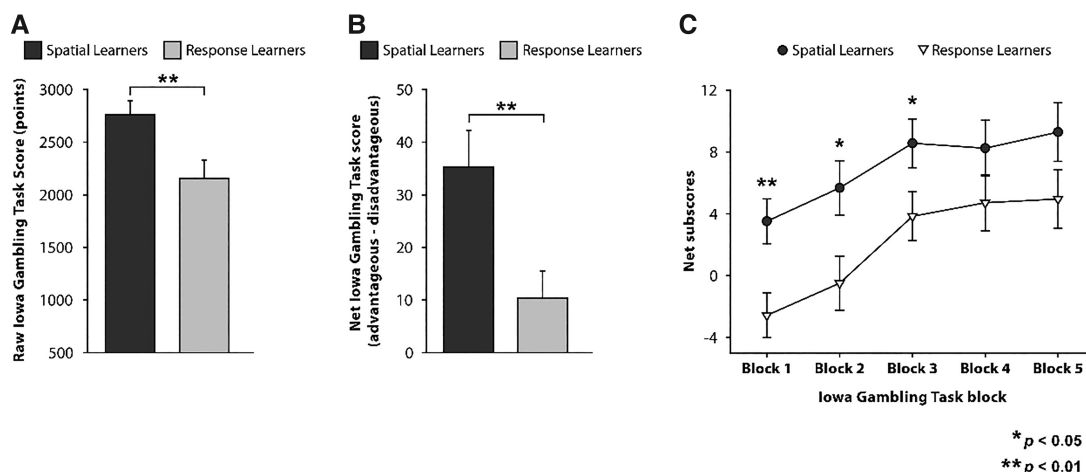 A
Spatial Learners
Response Learners
Raw Iowa Gambling Task Score (points)
**
3000
2500
2000
1500
1000
500
B
Spatial Learners
Response Learners
Net Iowa Gambling Task score
(advantageous - disadvantageous)
**
50
40
30
20
10
0
C
Spatial Learners
Response Learners
Net subscores
12
8
4
0
-4
**
*
*
Block 1
Block 2
Block 3
Block 4
Block 5
Iowa Gambling Task block
* p < 0.05
** p < 0.01